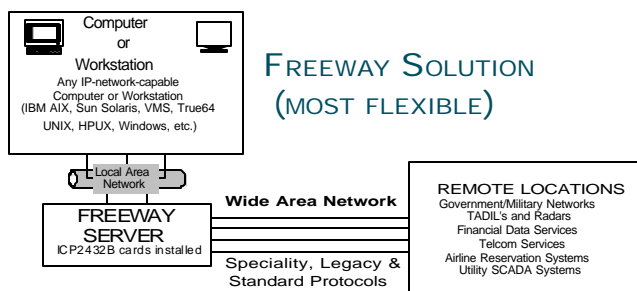 Computer
or
Workstation
Any IP-network-capable
Computer or Workstation
(IBM AIX, Sun Solaris, VMS, True64
UNIX, HPUX, Windows, etc.)
FREEWAY SOLUTION
(MOST FLEXIBLE)
Local Area
Network
FREEWAY
SERVER
ICP2432B cards installed
Wide Area Network
Speciality, Legacy &
Standard Protocols
REMOTE LOCATIONS
Government/Military Networks
TADIL's and Radars
Financial Data Services
Telcom Services
Airline Reservation Systems
Utility SCADA Systems